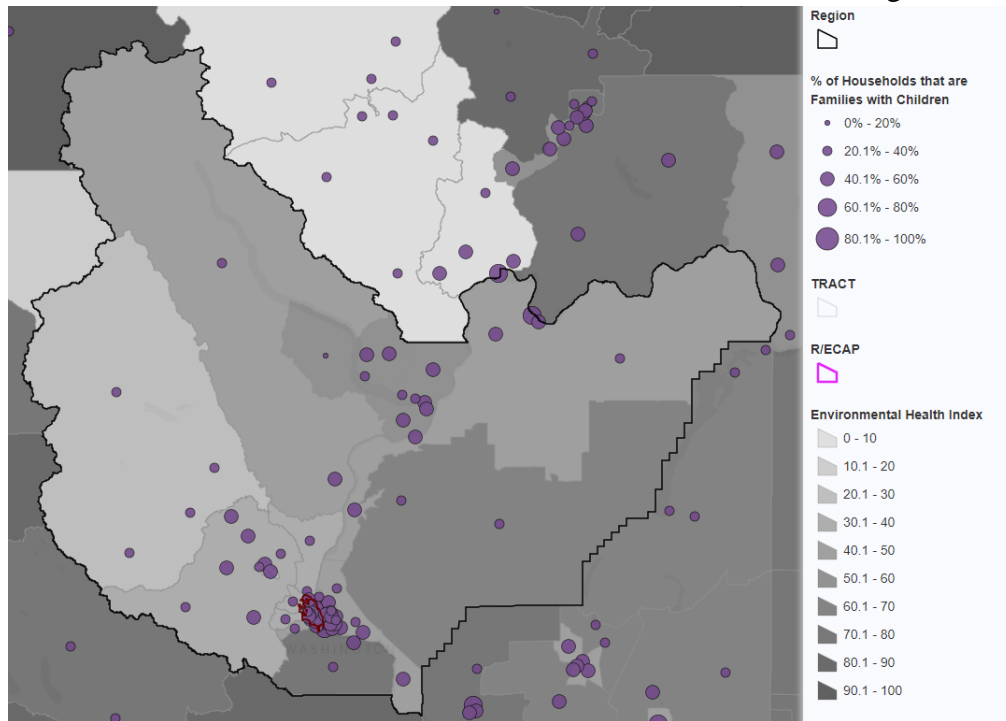 Region
% of Households that are
Families with Children
0% - 20%
20.1% - 40%
40.1% - 60%
60.1% - 80%
80.1% - 100%
TRACT
R/ECAP
Environmental Health Index
0 - 10
10.1 - 20
20.1 - 30
30.1 - 40
40.1 - 50
50.1 - 60
60.1 - 70
70.1 - 80
80.1 - 90
90.1 - 100
WASHINGTON